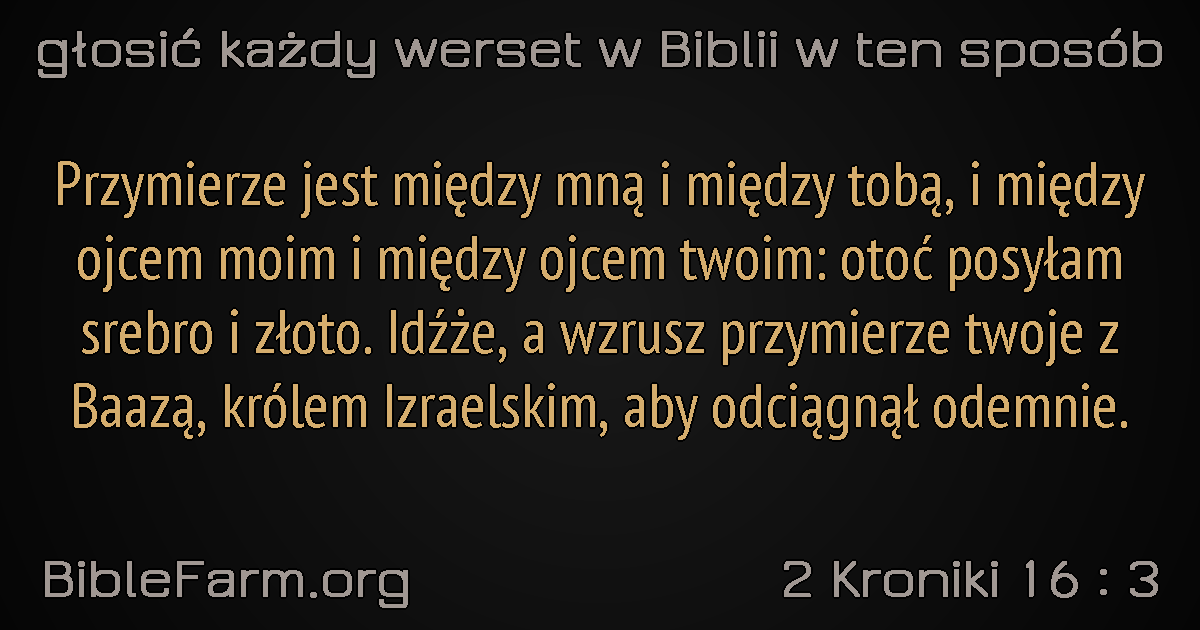 głosić każdy werset w Biblii w ten sposób
Przymierze jest między mną i między tobą, i między
ojcem moim i między ojcem twoim: otoć posyłam
srebro i złoto. Idźże, a wzrusz przymierze twoje z
Baazą, królem Izraelskim, aby odciągnął odemnie.
BibleFarm.org
2 Kroniki 16 : 3